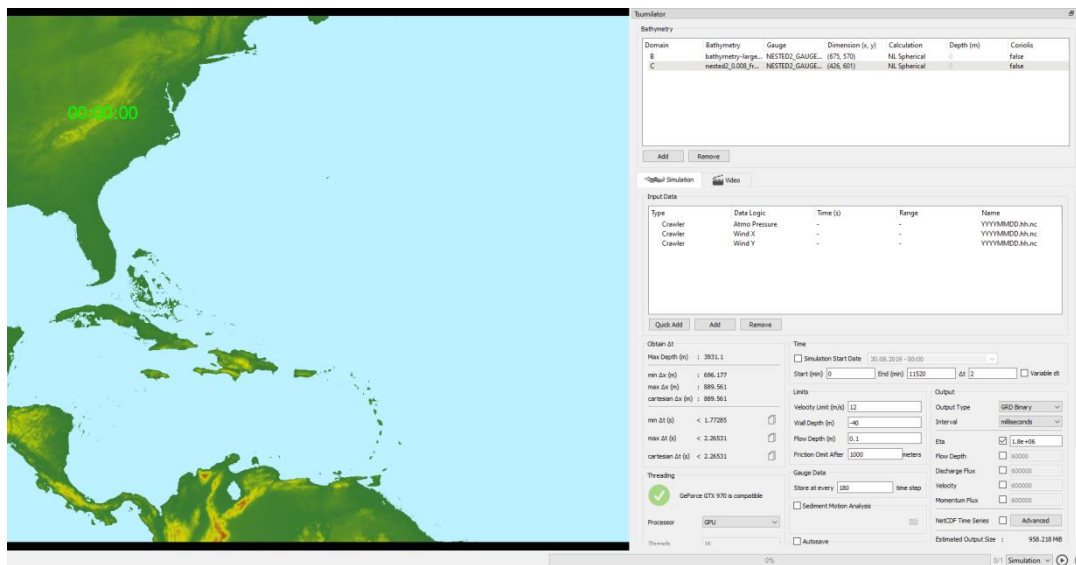 00:00:00
Tsumilator
Bathymetry
Domain Bathymetry Gauge Dimension (x, y) Calculation Depth (m) Coriolis
B bathymetry-large... NESTED2_GAUGE... (675, 570) NL Spherical 0 false
C nested2_0.008_fr... NESTED2_GAUGE... (426, 601) NL Spherical 0 false
Add Remove
Simulation Video
Input Data
Type Data Logic Time (s) Range Name
Crawler Atmo Pressure - - YYYYMMDD.hh.nc
Crawler Wind X - - YYYYMMDD.hh.nc
Crawler Wind Y - - YYYYMMDD.hh.nc
Quick Add Add Remove
Obtain Δt
Max Depth (m) : 3931.1
min Δx (m) : 696.177
max Δx (m) : 889.561
cartesian Δx (m) : 889.561
min Δt (s) < 1.77285
max Δt (s) < 2.26531
cartesian Δt (s) < 2.26531
Threading
GeForce GTX 970 is compatible
Processor GPU
Threads 16
Time
Simulation Start Date 30.08.2019 - 00:00
Start (min) 0 End (min) 11520 Δt 2 Variable dt
Limits
Velocity Limit (m/s) 12
Wall Depth (m) -40
Flow Depth (m) 0.1
Friction Omit After 1000 meters
Gauge Data
Store at every 180 time step
Sediment Motion Analysis
Autosave
Output
Output Type GRD Binary
Interval miliseconds
Eta 1.8e+06
Flow Depth 60000
Discharge Flux 600000
Velocity 600000
Momentum Flux 600000
NetCDF Time Series Advanced
Estimated Output Size : 958.218 MiB
0% 0/1 Simulation